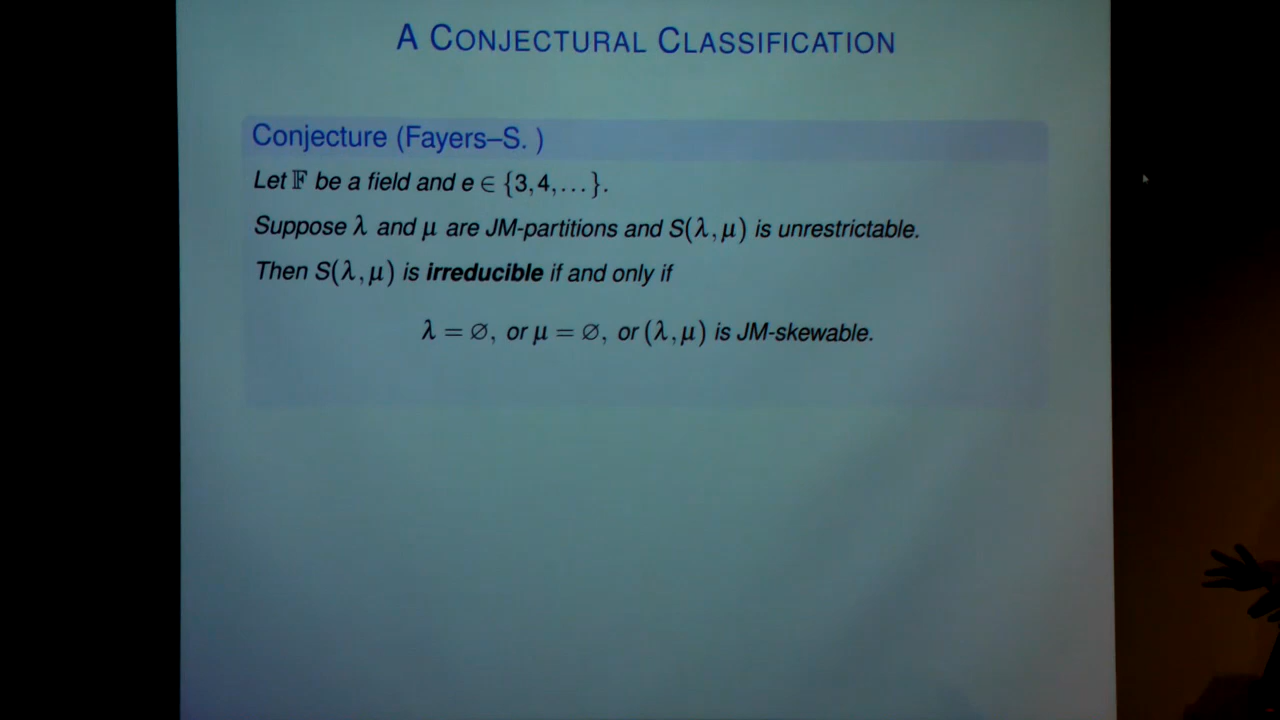 A CONJECTURAL CLASSIFICATION
Conjecture (Fayers–S. )
Let 𝔽 be a field and e ∈ {3,4,…}.
Suppose λ and μ are JM-partitions and S(λ,μ) is unrestrictable.
Then S(λ,μ) is irreducible if and only if
λ = ∅, or μ = ∅, or (λ,μ) is JM-skewable.